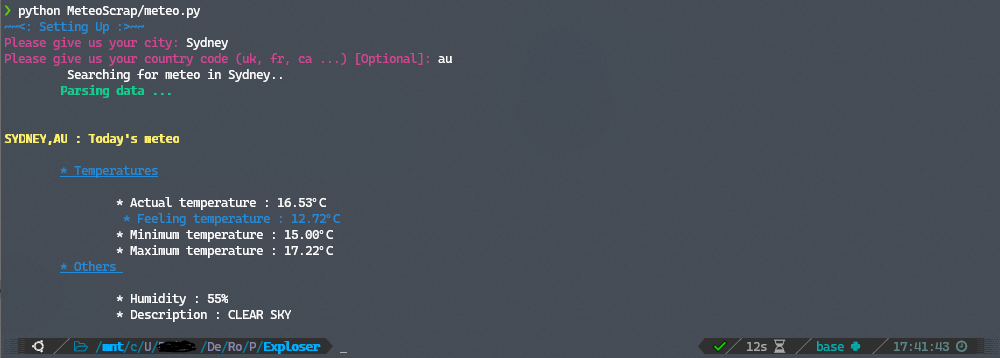 ❯ python MeteoScrap/meteo.py
~~<: Setting Up :>~~
Please give us your city: Sydney
Please give us your country code (uk, fr, ca ...) [Optional]: au
Searching for meteo in Sydney..
Parsing data ...
SYDNEY,AU : Today's meteo
* Temperatures
* Actual temperature : 16.53°C
* Feeling temperature : 12.72°C
* Minimum temperature : 15.00°C
* Maximum temperature : 17.22°C
* Others
* Humidity : 55%
* Description : CLEAR SKY
/mnt/c/U/ /De/Ro/P/Exploser _ ✓ 12s base 17:41:43